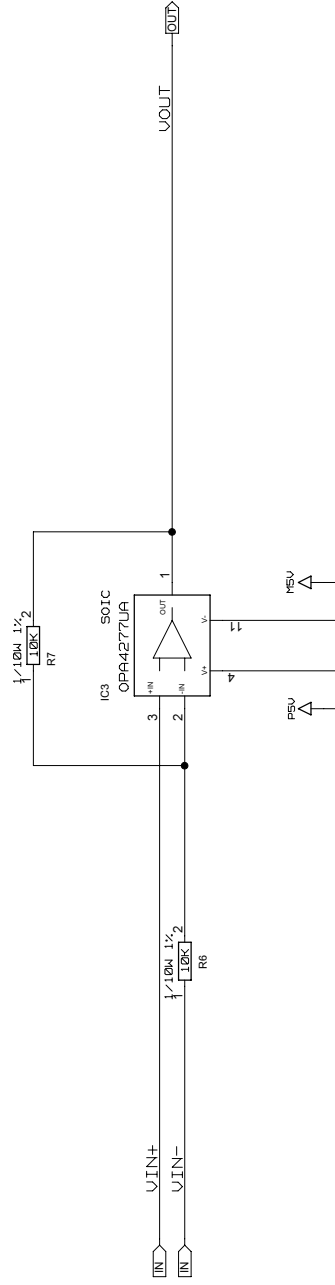 OUT
VOUT
1/10W 1%
1
10K
2
R7
IC3
SOIC
OPA4277UA
1
OUT
3
+IN
2
-IN
V+
V-
4
11
P5V
M5V
1/10W 1%
1
10K
2
R6
VIN+
VIN-
IN
IN